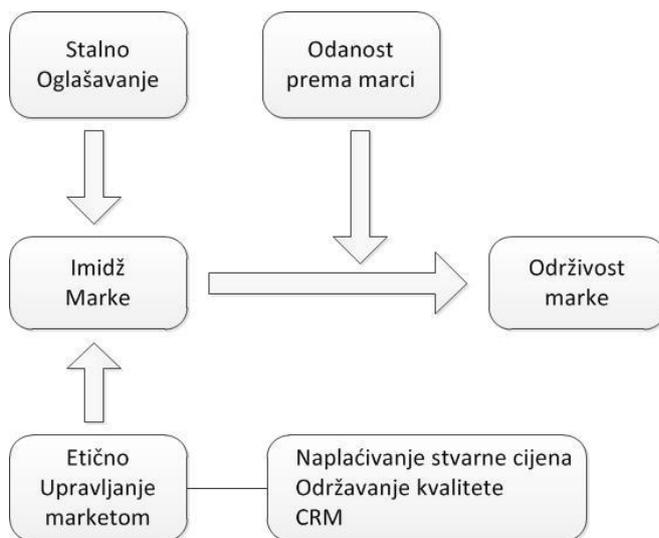 Stalno
Oglašavanje
Odanost
prema marci
Imidž
Marke
Održivost
marke
Etično
Upravljanje
marketom
Naplaćivanje stvarne cijena
Održavanje kvalitete
CRM